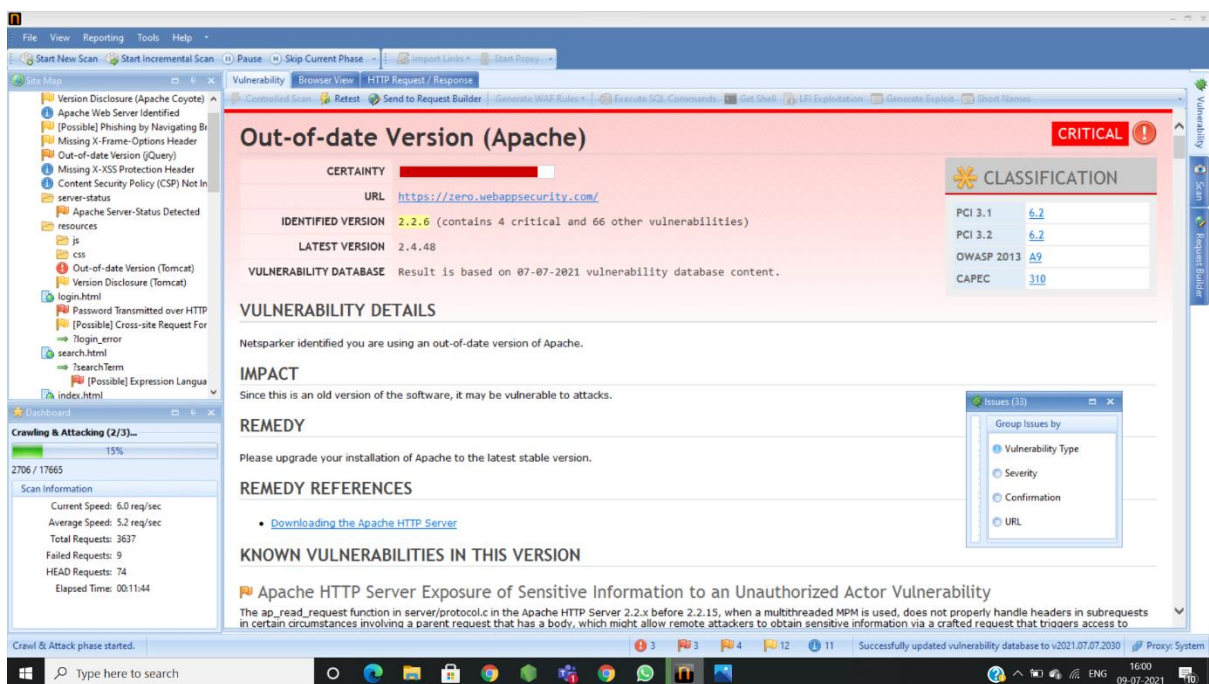 File View Reporting Tools Help
Start New Scan Start Incremental Scan Pause Skip Current Phase Import Links Start Proxy
Site Map
Version Disclosure (Apache Coyote)
Apache Web Server Identified
[Possible] Phishing by Navigating Br
Missing X-Frame-Options Header
Out-of-date Version (jQuery)
Missing X-XSS Protection Header
Content Security Policy (CSP) Not In
server-status
Apache Server-Status Detected
resources
js
css
Out-of-date Version (Tomcat)
Version Disclosure (Tomcat)
login.html
Password Transmitted over HTTP
[Possible] Cross-site Request For
?login_error
search.html
?searchTerm
[Possible] Expression Langua
index.html
Dashboard
Crawling & Attacking (2/3)...
15%
2706 / 17665
Scan Information
Current Speed: 6.0 req/sec
Average Speed: 5.2 req/sec
Total Requests: 3637
Failed Requests: 9
HEAD Requests: 74
Elapsed Time: 00:11:44
Vulnerability Browser View HTTP Request / Response
Controlled Scan Retest Send to Request Builder Generate WAF Rules Execute SQL Commands Get Shell LFI Exploitation Generate Exploit Short Names
Out-of-date Version (Apache)
CRITICAL
CERTAINTY
URL https://zero.webappsecurity.com/
IDENTIFIED VERSION 2.2.6 (contains 4 critical and 66 other vulnerabilities)
LATEST VERSION 2.4.48
VULNERABILITY DATABASE Result is based on 07-07-2021 vulnerability database content.
CLASSIFICATION
PCI 3.1 6.2
PCI 3.2 6.2
OWASP 2013 A9
CAPEC 310
VULNERABILITY DETAILS
Netsparker identified you are using an out-of-date version of Apache.
IMPACT
Since this is an old version of the software, it may be vulnerable to attacks.
REMEDY
Please upgrade your installation of Apache to the latest stable version.
REMEDY REFERENCES
Downloading the Apache HTTP Server
KNOWN VULNERABILITIES IN THIS VERSION
Apache HTTP Server Exposure of Sensitive Information to an Unauthorized Actor Vulnerability
The ap_read_request function in server/protocol.c in the Apache HTTP Server 2.2.x before 2.2.15, when a multithreaded MPM is used, does not properly handle headers in subrequests
in certain circumstances involving a parent request that has a body, which might allow remote attackers to obtain sensitive information via a crafted request that triggers access to
Issues (33)
Group Issues by
Vulnerability Type
Severity
Confirmation
URL
Vulnerability
Scan
Request Builder
Crawl & Attack phase started.
3 3 4 12 11 Successfully updated vulnerability database to v2021.07.07.2030 Proxy: System
Type here to search
ENG
16:00
09-07-2021
10